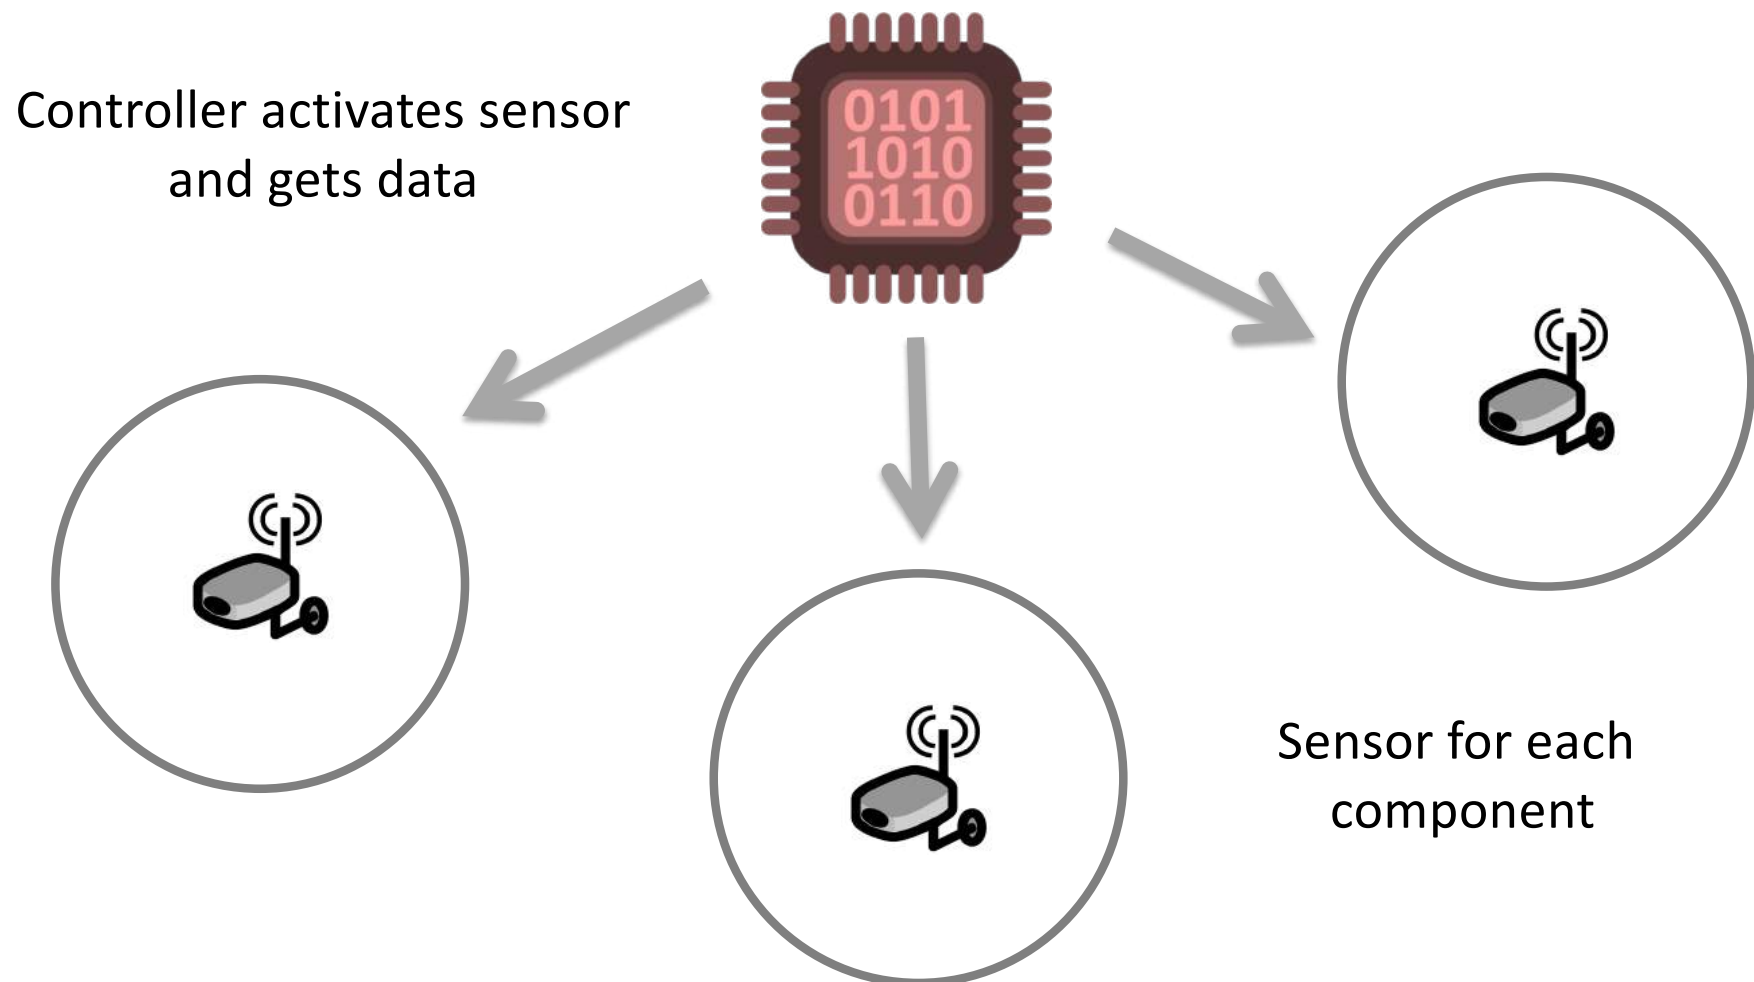 Controller activates sensor
and gets data
0101
1010
0110
Sensor for each
component